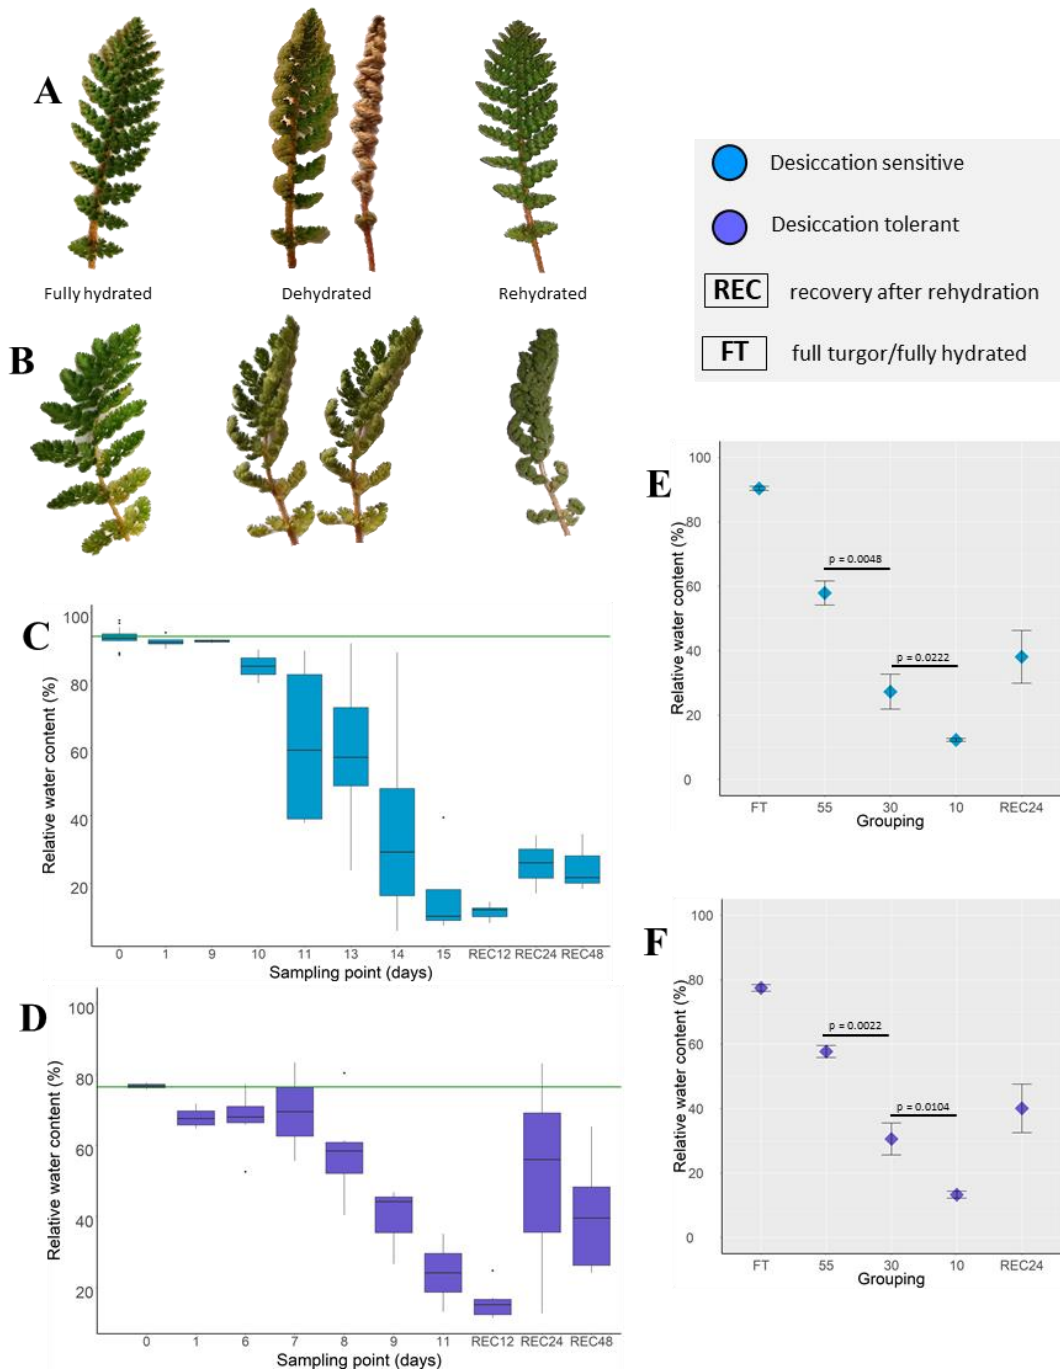 A
Fully hydrated
Dehydrated
Rehydrated
B
Desiccation sensitive
Desiccation tolerant
REC recovery after rehydration
FT full turgor/fully hydrated
C
Relative water content (%)
100
80
60
40
20
0 1 9 10 11 13 14 15 REC12 REC24 REC48
Sampling point (days)
D
Relative water content (%)
100
80
60
40
20
0 1 6 7 8 9 11 REC12 REC24 REC48
Sampling point (days)
E
Relative water content (%)
100
80
60
40
20
0
p = 0.0048
p = 0.0222
FT 55 30 10 REC24
Grouping
F
Relative water content (%)
100
80
60
40
20
0
p = 0.0022
p = 0.0104
FT 55 30 10 REC24
Grouping